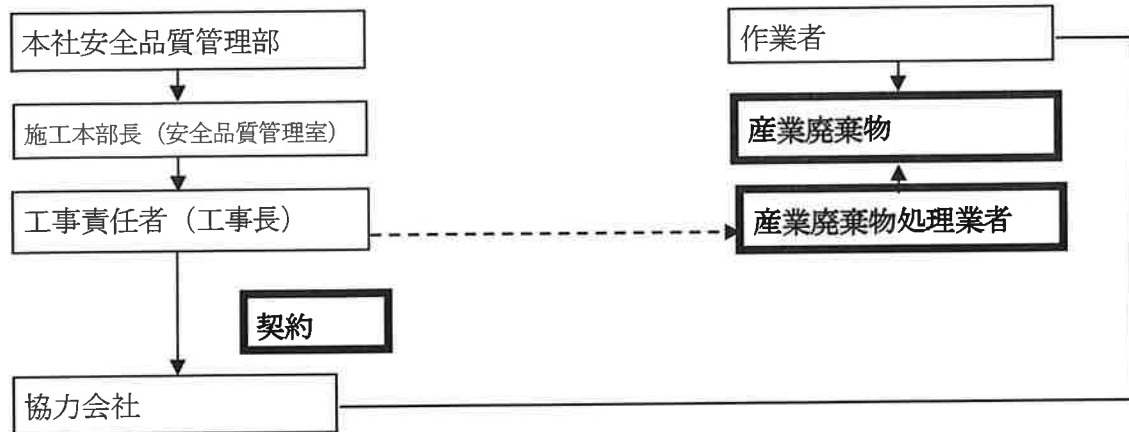 本社安全品質管理部
施工本部長（安全品質管理室）
工事責任者（工事長）
契約
協力会社
作業者
産業廃棄物
産業廃棄物処理業者